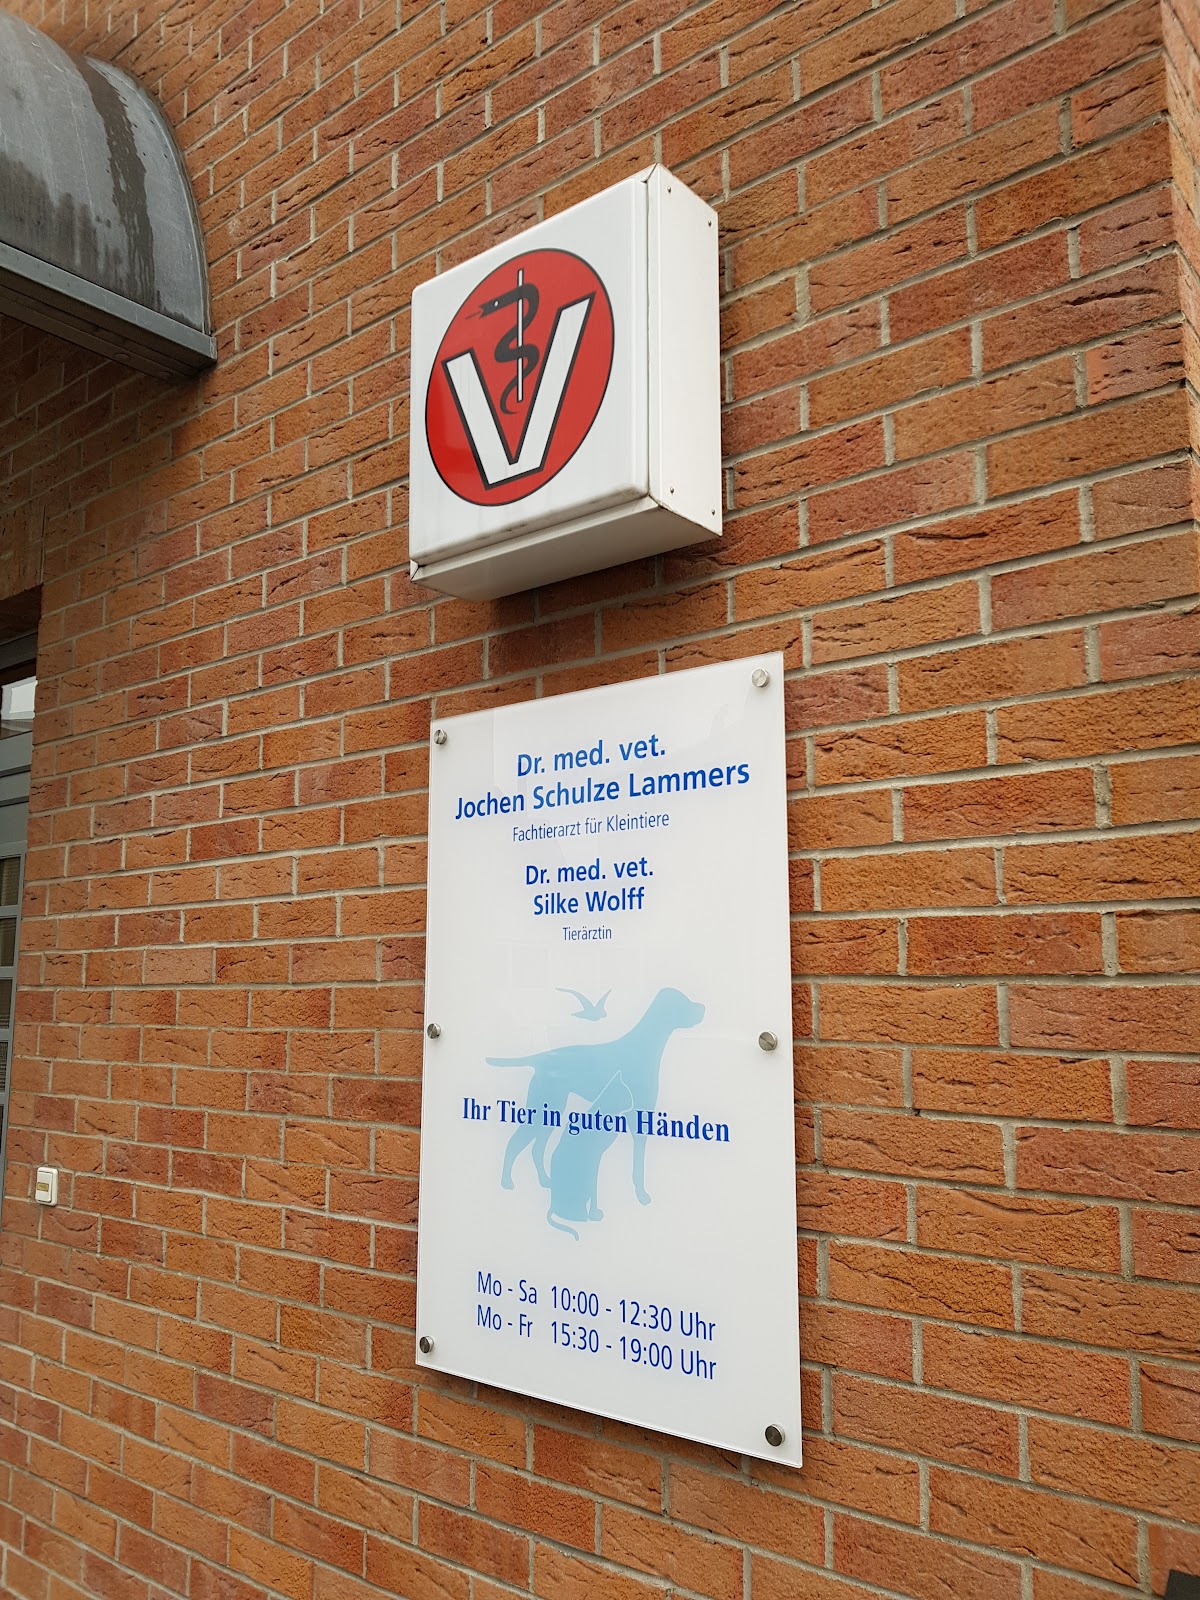 V
Dr. med. vet.
Jochen Schulze Lammers
Fachtierarzt für Kleintiere
Dr. med. vet.
Silke Wolff
Tierärztin
Ihr Tier in guten Händen
Mo - Sa 10:00 - 12:30 Uhr
Mo - Fr 15:30 - 19:00 Uhr